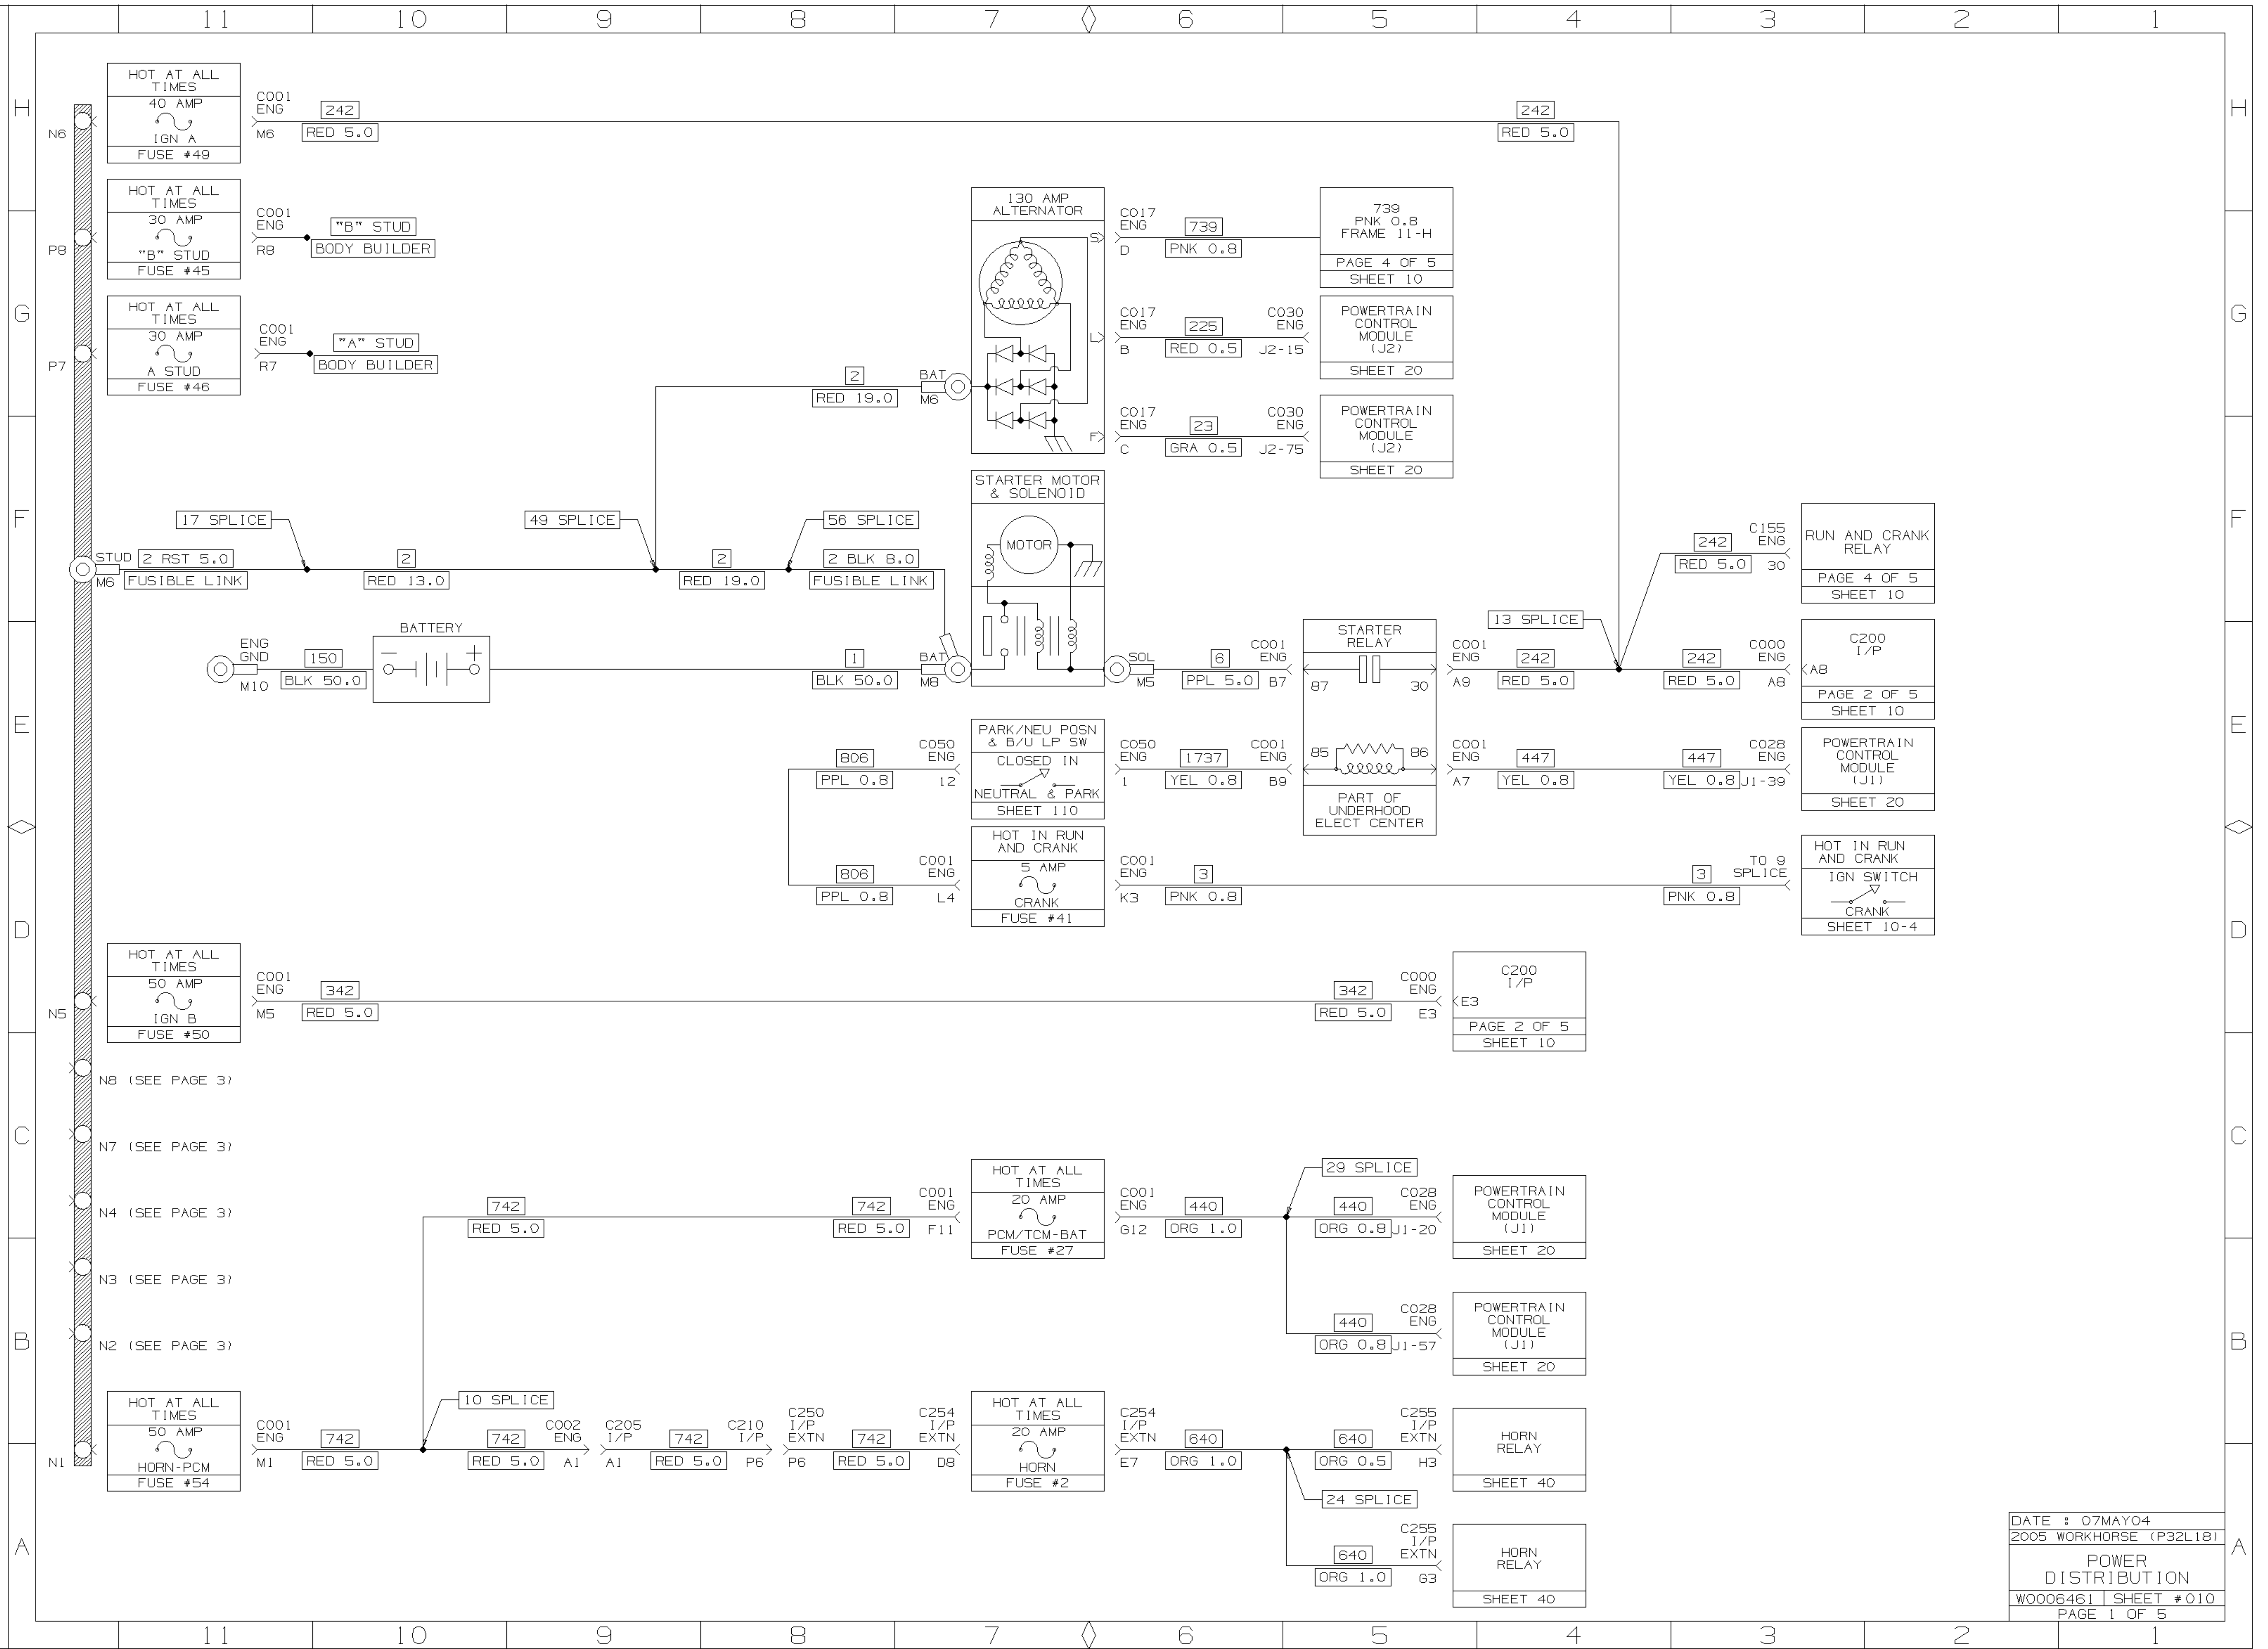 11 10 9 8 7 6 5 4 3 2 1
H
HOT AT ALL
TIMES
40 AMP
IGN A
FUSE #49
N6
C001
ENG
M6
242
RED 5.0
242
RED 5.0
H
HOT AT ALL
TIMES
30 AMP
"B" STUD
FUSE #45
P8
C001
ENG
R8
"B" STUD
BODY BUILDER
130 AMP
ALTERNATOR
S
L
F
BAT
M6
C017
ENG
D
739
PNK 0.8
739
PNK 0.8
FRAME 11-H
PAGE 4 OF 5
SHEET 10
G
HOT AT ALL
TIMES
30 AMP
A STUD
FUSE #46
P7
C001
ENG
R7
"A" STUD
BODY BUILDER
2
RED 19.0
C017
ENG
B
225
RED 0.5
C030
ENG
J2-15
POWERTRAIN
CONTROL
MODULE
(J2)
SHEET 20
G
C017
ENG
C
23
GRA 0.5
C030
ENG
J2-75
POWERTRAIN
CONTROL
MODULE
(J2)
SHEET 20
F
17 SPLICE
49 SPLICE
56 SPLICE
STUD
M6
2 RST 5.0
FUSIBLE LINK
2
RED 13.0
2
RED 19.0
2 BLK 8.0
FUSIBLE LINK
STARTER MOTOR
& SOLENOID
MOTOR
242
RED 5.0
C155
ENG
30
RUN AND CRANK
RELAY
PAGE 4 OF 5
SHEET 10
F
ENG
GND
M10
150
BLK 50.0
BATTERY
- +
1
BLK 50.0
BAT
M8
SOL
M5
6
PPL 5.0
C001
ENG
B7
STARTER
RELAY
87 30
C001
ENG
A9
242
RED 5.0
13 SPLICE
242
RED 5.0
C000
ENG
A8
C200
I/P
A8
PAGE 2 OF 5
SHEET 10
E
806
PPL 0.8
C050
ENG
12
PARK/NEU POSN
& B/U LP SW
CLOSED IN
NEUTRAL & PARK
SHEET 110
C050
ENG
1
1737
YEL 0.8
C001
ENG
B9
85 86
PART OF
UNDERHOOD
ELECT CENTER
C001
ENG
A7
447
YEL 0.8
447
YEL 0.8
C028
ENG
J1-39
POWERTRAIN
CONTROL
MODULE
(J1)
SHEET 20
E
806
PPL 0.8
C001
ENG
L4
HOT IN RUN
AND CRANK
5 AMP
CRANK
FUSE #41
C001
ENG
K3
3
PNK 0.8
3
PNK 0.8
TO 9
SPLICE
HOT IN RUN
AND CRANK
IGN SWITCH
CRANK
SHEET 10-4
D
HOT AT ALL
TIMES
50 AMP
IGN B
FUSE #50
N5
C001
ENG
M5
342
RED 5.0
342
RED 5.0
C000
ENG
E3
C200
I/P
E3
PAGE 2 OF 5
SHEET 10
D
N8 (SEE PAGE 3)
C
N7 (SEE PAGE 3)
C
N4 (SEE PAGE 3)
742
RED 5.0
742
RED 5.0
C001
ENG
F11
HOT AT ALL
TIMES
20 AMP
PCM/TCM-BAT
FUSE #27
C001
ENG
G12
440
ORG 1.0
29 SPLICE
440
ORG 0.8
C028
ENG
J1-20
POWERTRAIN
CONTROL
MODULE
(J1)
SHEET 20
N3 (SEE PAGE 3)
B
N2 (SEE PAGE 3)
440
ORG 0.8
C028
ENG
J1-57
POWERTRAIN
CONTROL
MODULE
(J1)
SHEET 20
B
HOT AT ALL
TIMES
50 AMP
HORN-PCM
FUSE #54
N1
C001
ENG
M1
742
RED 5.0
10 SPLICE
742
RED 5.0
C002
ENG
A1
C205
I/P
A1
742
RED 5.0
C210
I/P
P6
C250
I/P
EXTN
P6
742
RED 5.0
C254
I/P
EXTN
D8
HOT AT ALL
TIMES
20 AMP
HORN
FUSE #2
C254
I/P
EXTN
E7
640
ORG 1.0
640
ORG 0.5
C255
I/P
EXTN
H3
HORN
RELAY
SHEET 40
24 SPLICE
A
640
ORG 1.0
C255
I/P
EXTN
G3
HORN
RELAY
SHEET 40
A
DATE : 07MAY04
2005 WORKHORSE (P32L18)
POWER
DISTRIBUTION
W0006461 SHEET #010
PAGE 1 OF 5
11 10 9 8 7 6 5 4 3 2 1